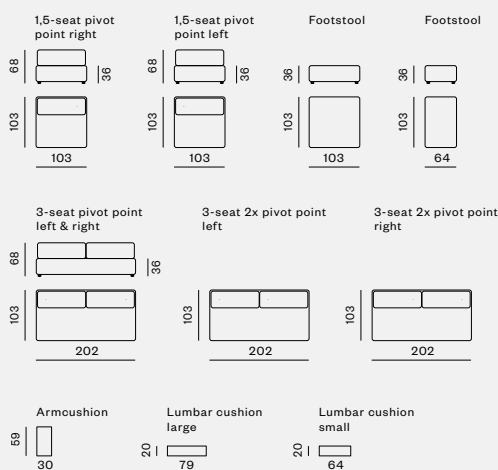 1,5-seat pivot
point right
68
36
103
103
1,5-seat pivot
point left
68
36
103
103
Footstool
36
103
103
Footstool
36
103
64
3-seat pivot point
left & right
68
36
103
202
3-seat 2x pivot point
left
103
202
3-seat 2x pivot point
right
103
202
Armcushion
59
30
Lumbar cushion
large
20
79
Lumbar cushion
small
20
64